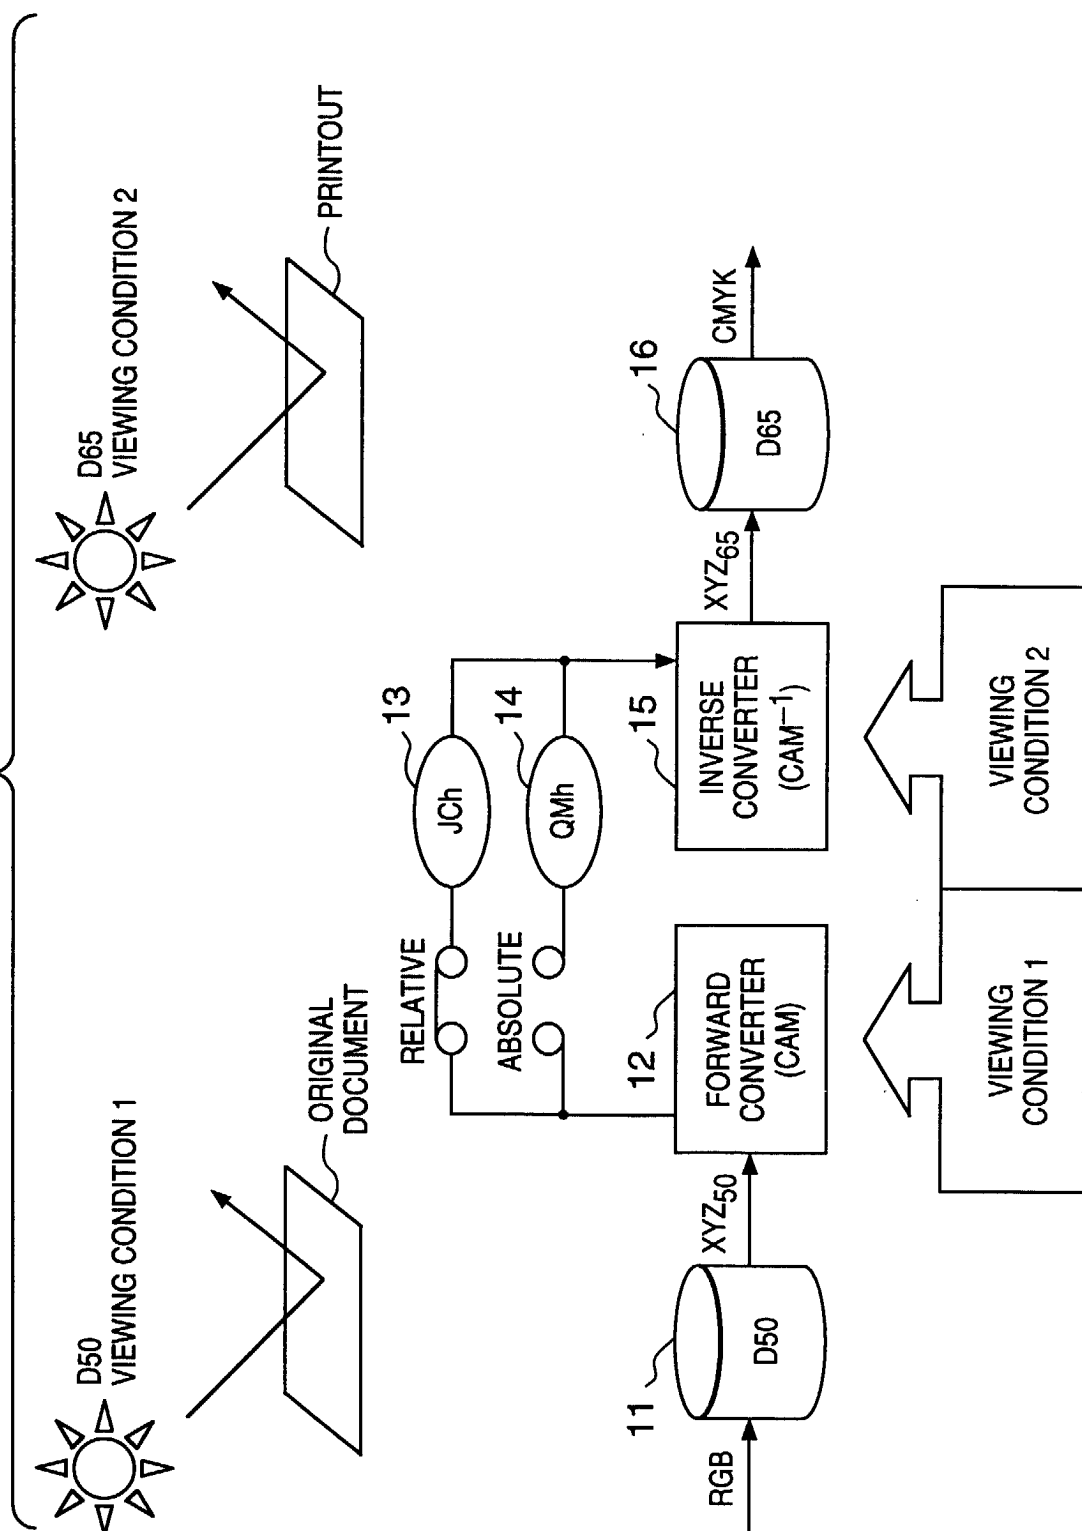 D50
VIEWING CONDITION 1
D65
VIEWING CONDITION 2
ORIGINAL
DOCUMENT
PRINTOUT
RELATIVE
JCh
13
ABSOLUTE
QMh
14
RGB
11
D50
XYZ50
12
FORWARD
CONVERTER
(CAM)
15
INVERSE
CONVERTER
(CAM–1)
XYZ65
16
D65
CMYK
VIEWING
CONDITION 1
VIEWING
CONDITION 2